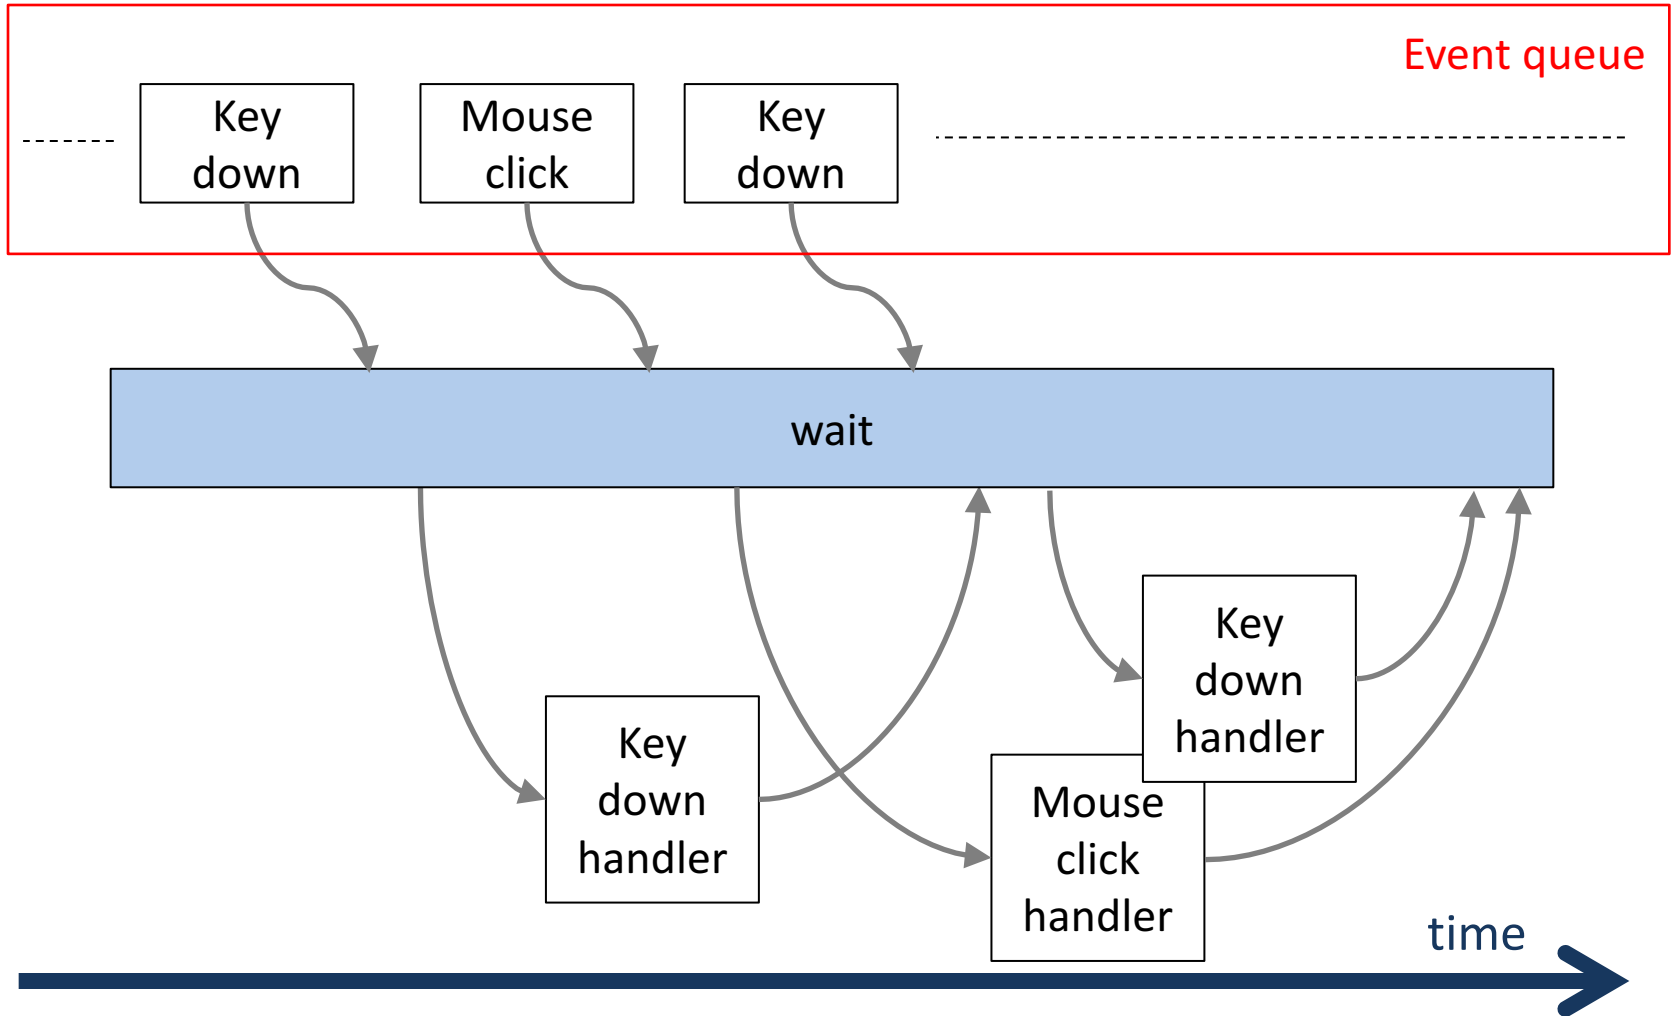 Event queue
Key
down
Mouse
click
Key
down
wait
Key
down
handler
Key
down
handler
Mouse
click
handler
time